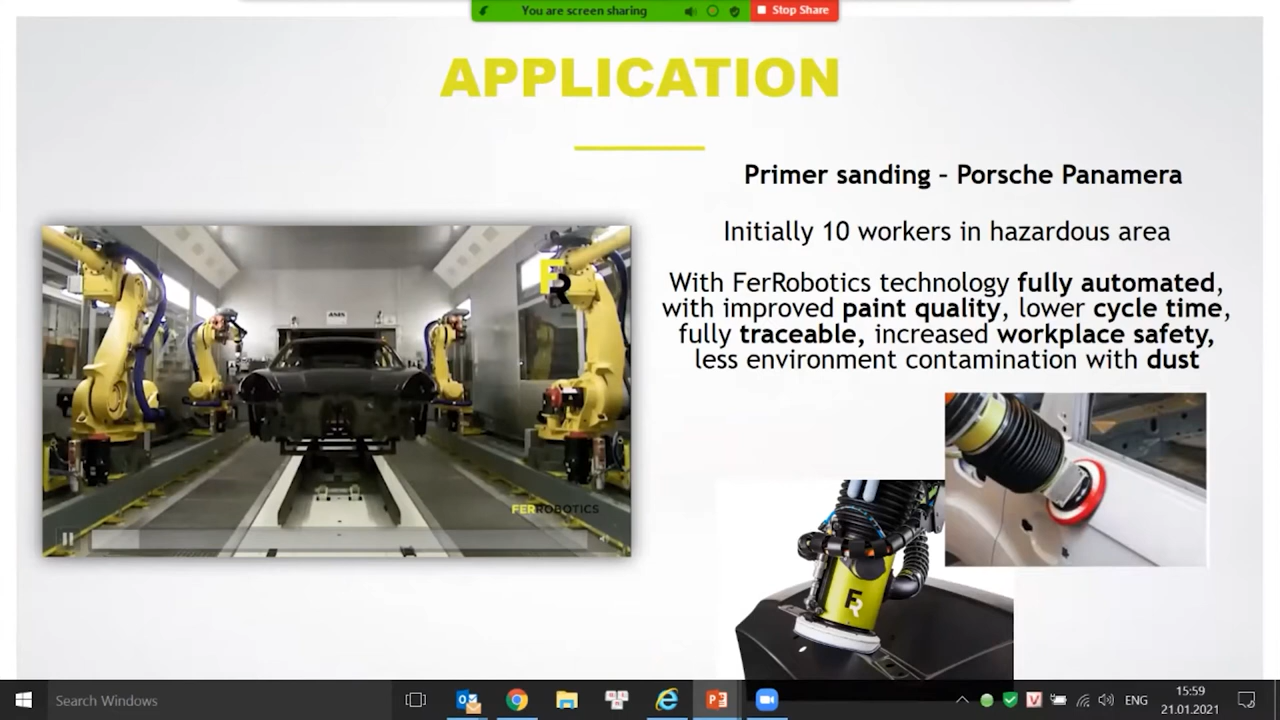 You are screen sharing
Stop Share
APPLICATION
Primer sanding – Porsche Panamera
Initially 10 workers in hazardous area
With FerRobotics technology fully automated,
with improved paint quality, lower cycle time,
fully traceable, increased workplace safety,
less environment contamination with dust
FR
FERROBOTICS
FR
Search Windows
ENG
15:59
21.01.2021